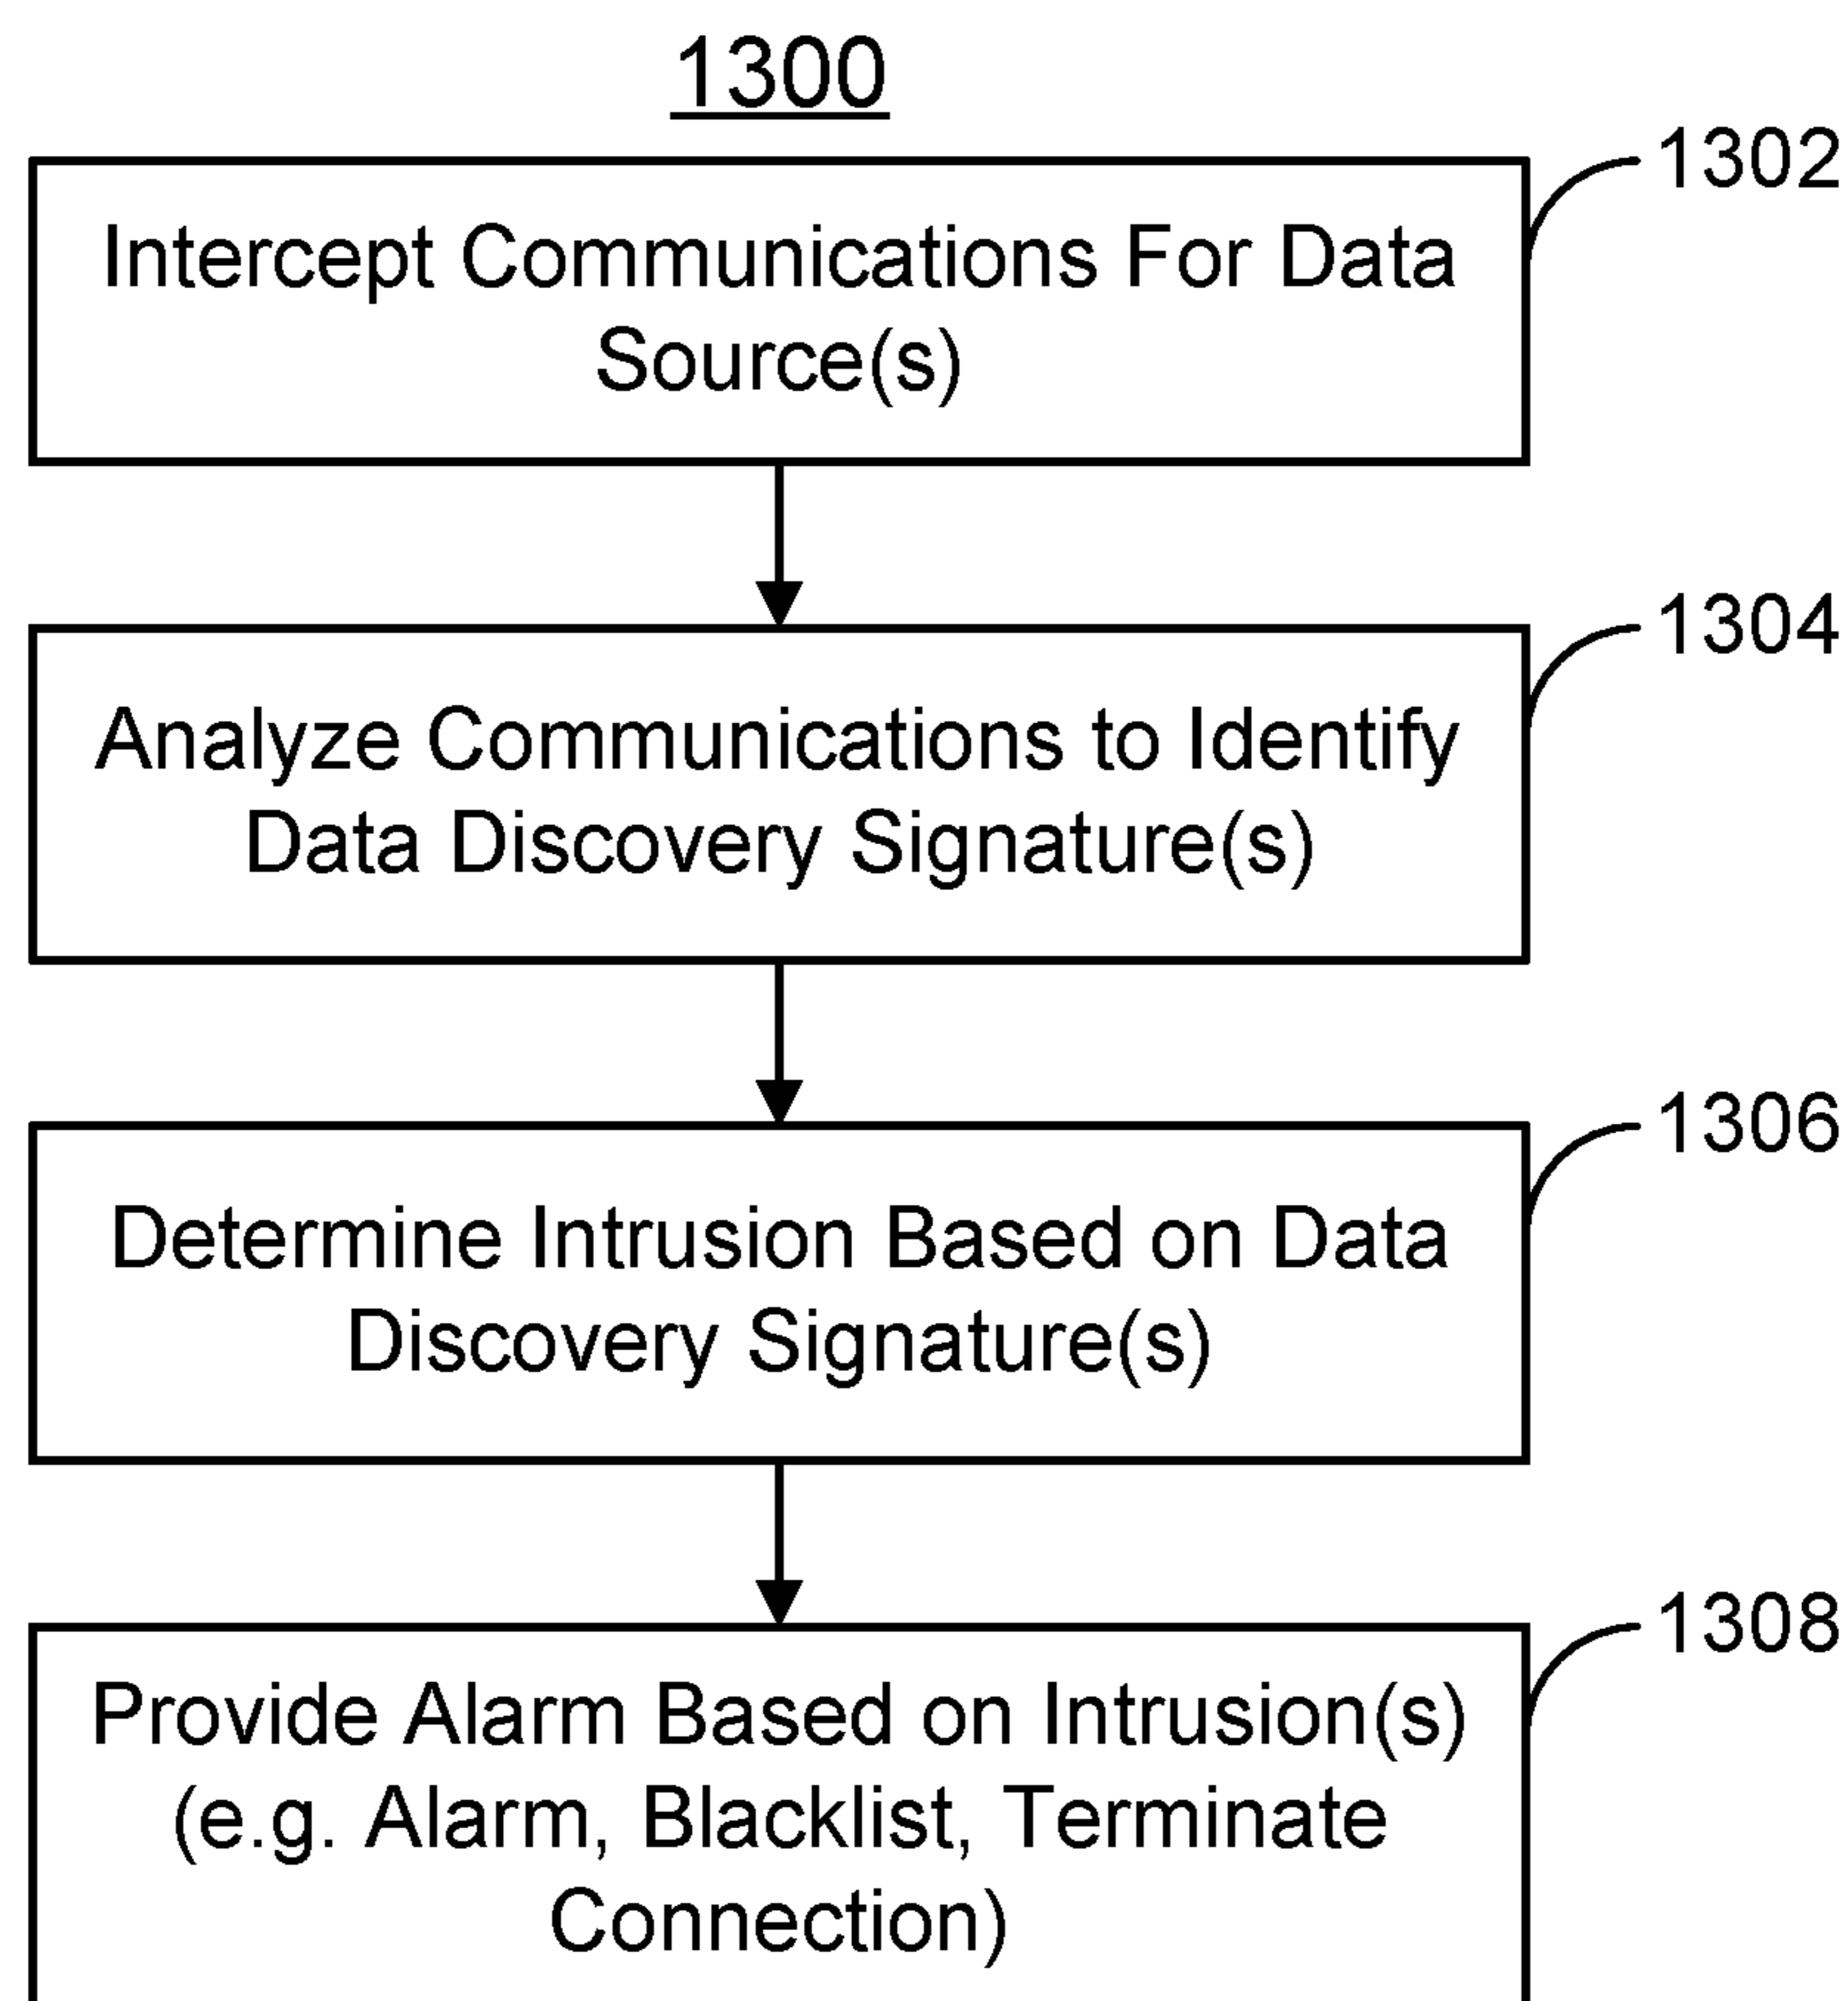 1300
1302
Intercept Communications For Data
Source(s)
1304
Analyze Communications to Identify
Data Discovery Signature(s)
1306
Determine Intrusion Based on Data
Discovery Signature(s)
1308
Provide Alarm Based on Intrusion(s)
(e.g. Alarm, Blacklist, Terminate
Connection)